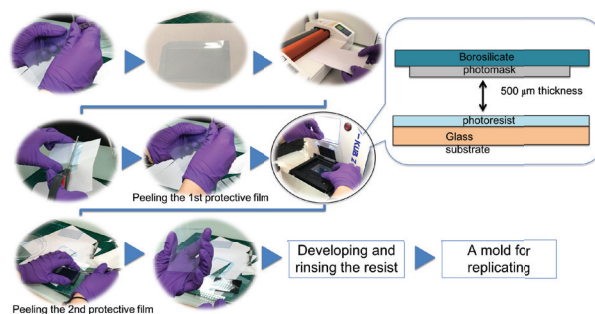 Borosilicate
photomask
500 μm thickness
photoresist
Glass
substrate
Peeling the 1st protective film
Developing and
rinsing the resist
A mold for
replicating
Peeling the 2nd protective film